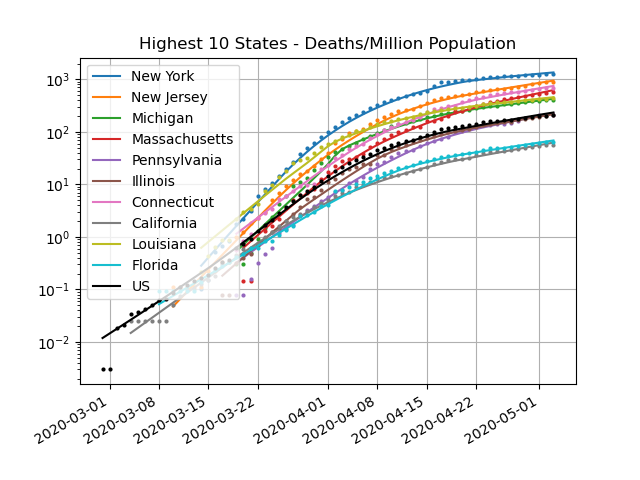 Highest 10 States - Deaths/Million Population
10³
10²
10¹
10⁰
10⁻¹
10⁻²
New York
New Jersey
Michigan
Massachusetts
Pennsylvania
Illinois
Connecticut
California
Louisiana
Florida
US
2020-03-01
2020-03-08
2020-03-15
2020-03-22
2020-04-01
2020-04-08
2020-04-15
2020-04-22
2020-05-01